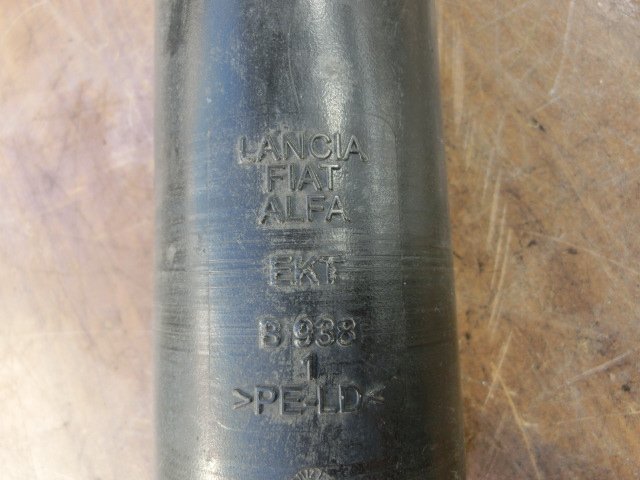 LANCIA
FIAT
ALFA
EKT
B 938
1
>PE-LD<